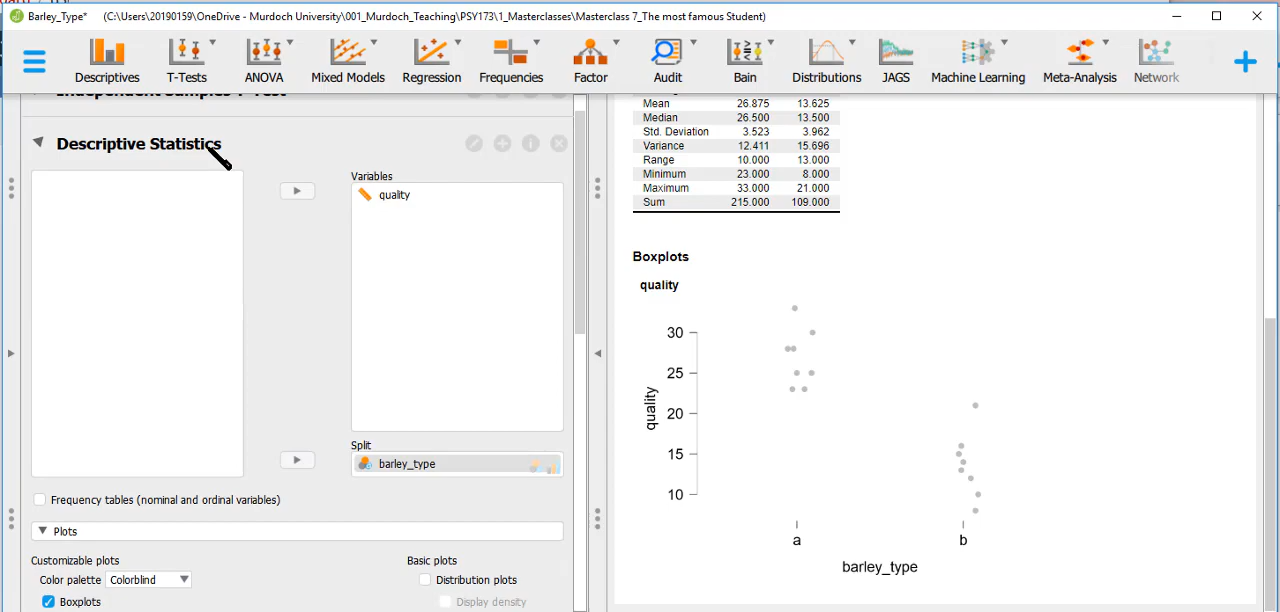 Barley_Type* (C:\Users\20190159\OneDrive - Murdoch University\001_Murdoch_Teaching\PSY173\1_Masterclasses\Masterclass 7_The most famous Student)
Descriptives T-Tests ANOVA Mixed Models Regression Frequencies Factor Audit Bain Distributions JAGS Machine Learning Meta-Analysis Network
Descriptive Statistics
Variables
quality
Split
barley_type
Frequency tables (nominal and ordinal variables)
Plots
Customizable plots
Basic plots
Color palette Colorblind
Distribution plots
Boxplots
Display density
Mean 26.875 13.625
Median 26.500 13.500
Std. Deviation 3.523 3.962
Variance 12.411 15.696
Range 10.000 13.000
Minimum 23.000 8.000
Maximum 33.000 21.000
Sum 215.000 109.000
Boxplots
quality
30
25
20
15
10
quality
a b
barley_type